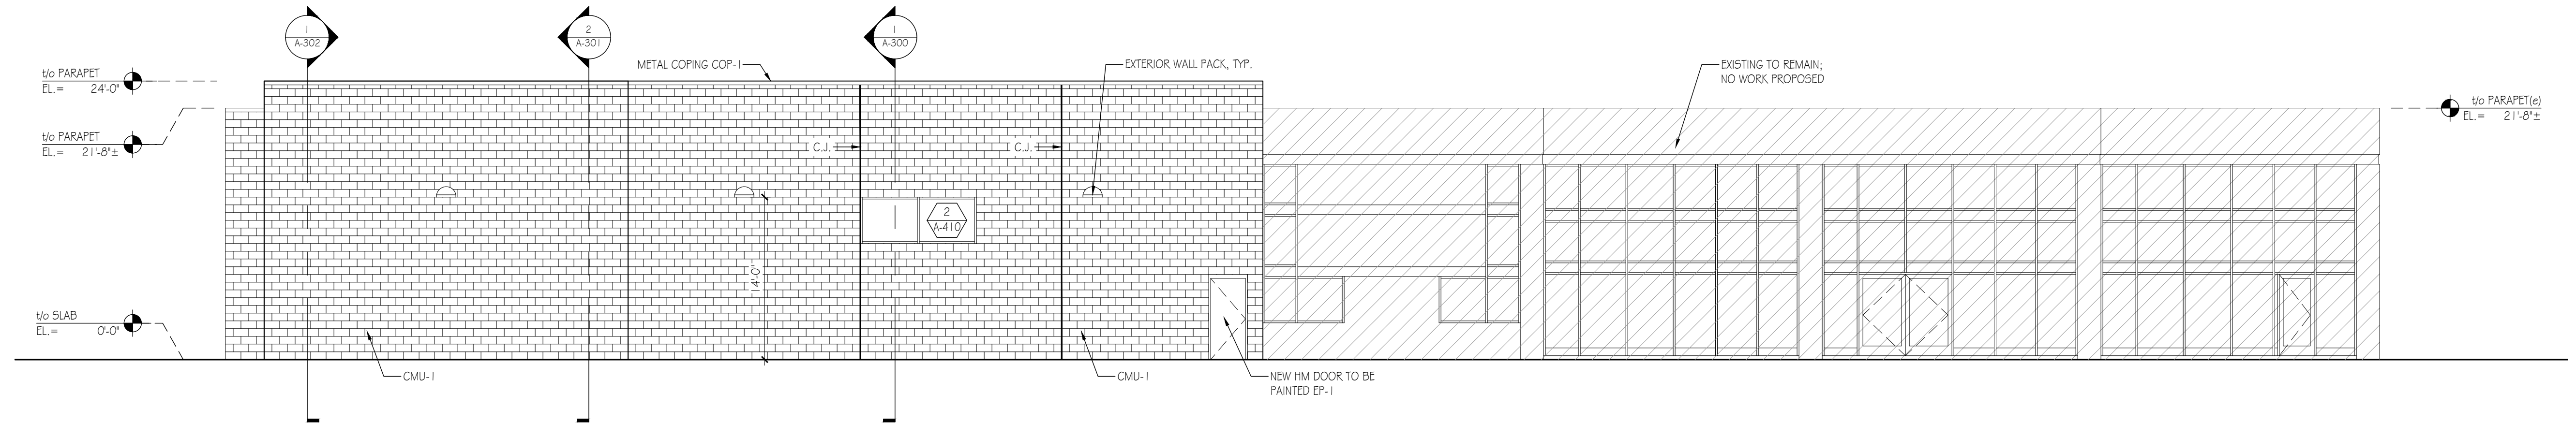 1
A-302
2
A-301
1
A-300
t/o PARAPET
EL.= 24'-0"
t/o PARAPET
EL.= 21'-8"±
t/o SLAB
EL.= 0'-0"
METAL COPING COP-1
EXTERIOR WALL PACK, TYP.
EXISTING TO REMAIN;
NO WORK PROPOSED
t/o PARAPET(e)
EL.= 21'-8"±
C.J.
C.J.
2
A-410
14'-0"
CMU-1
CMU-1
NEW HM DOOR TO BE
PAINTED EP-1